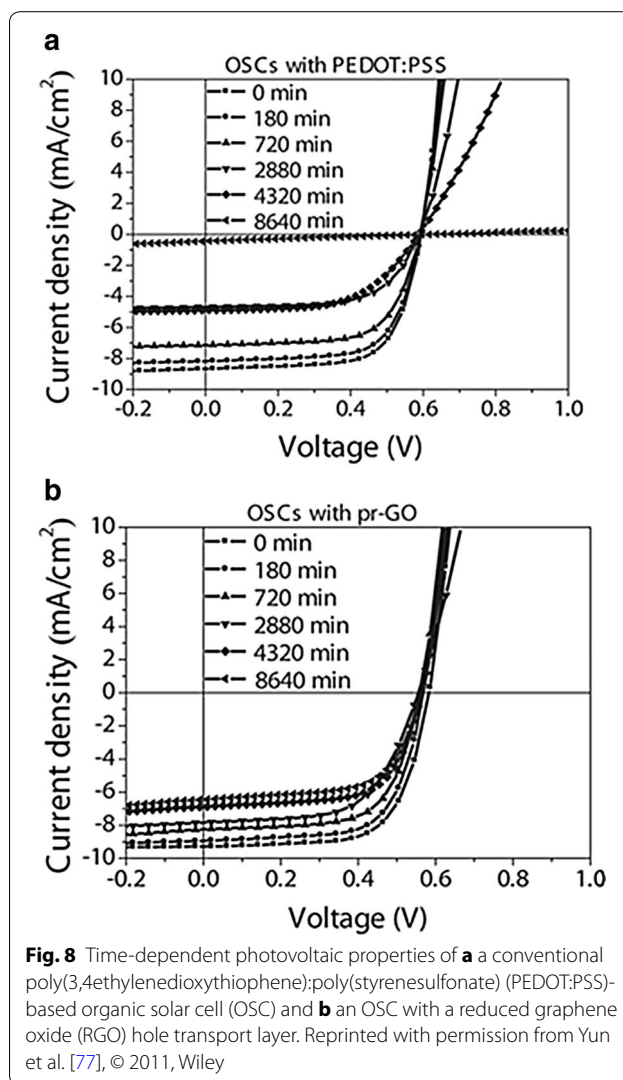 a
OSCs with PEDOT:PSS
10
8
6
4
2
0
-2
-4
-6
-8
-10
Current density (mA/cm²)
0 min
180 min
720 min
2880 min
4320 min
8640 min
-0.2 0.0 0.2 0.4 0.6 0.8 1.0
Voltage (V)
b
OSCs with pr-GO
10
8
6
4
2
0
-2
-4
-6
-8
-10
Current density (mA/cm²)
0 min
180 min
720 min
2880 min
4320 min
8640 min
-0.2 0.0 0.2 0.4 0.6 0.8 1.0
Voltage (V)
Fig. 8 Time-dependent photovoltaic properties of a a conventional
poly(3,4ethylenedioxythiophene):poly(styrenesulfonate) (PEDOT:PSS)-
based organic solar cell (OSC) and b an OSC with a reduced graphene
oxide (RGO) hole transport layer. Reprinted with permission from Yun
et al. [77], © 2011, Wiley